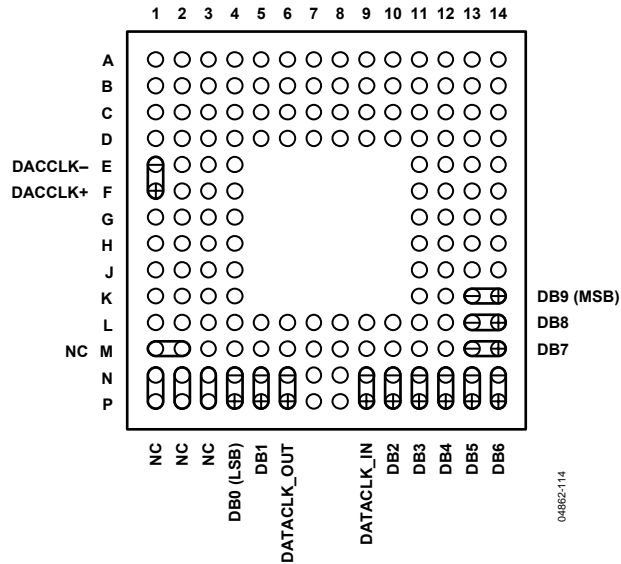 1 2 3 4 5 6 7 8 9 10 11 12 13 14
A
B
C
D
DACCLK– E
DACCLK+ F
G
H
J
K DB9 (MSB)
L DB8
NC M DB7
N
P
NC
NC
NC
DB0 (LSB)
DB1
DATACLK_OUT
DATACLK_IN
DB2
DB3
DB4
DB5
DB6
04862-114